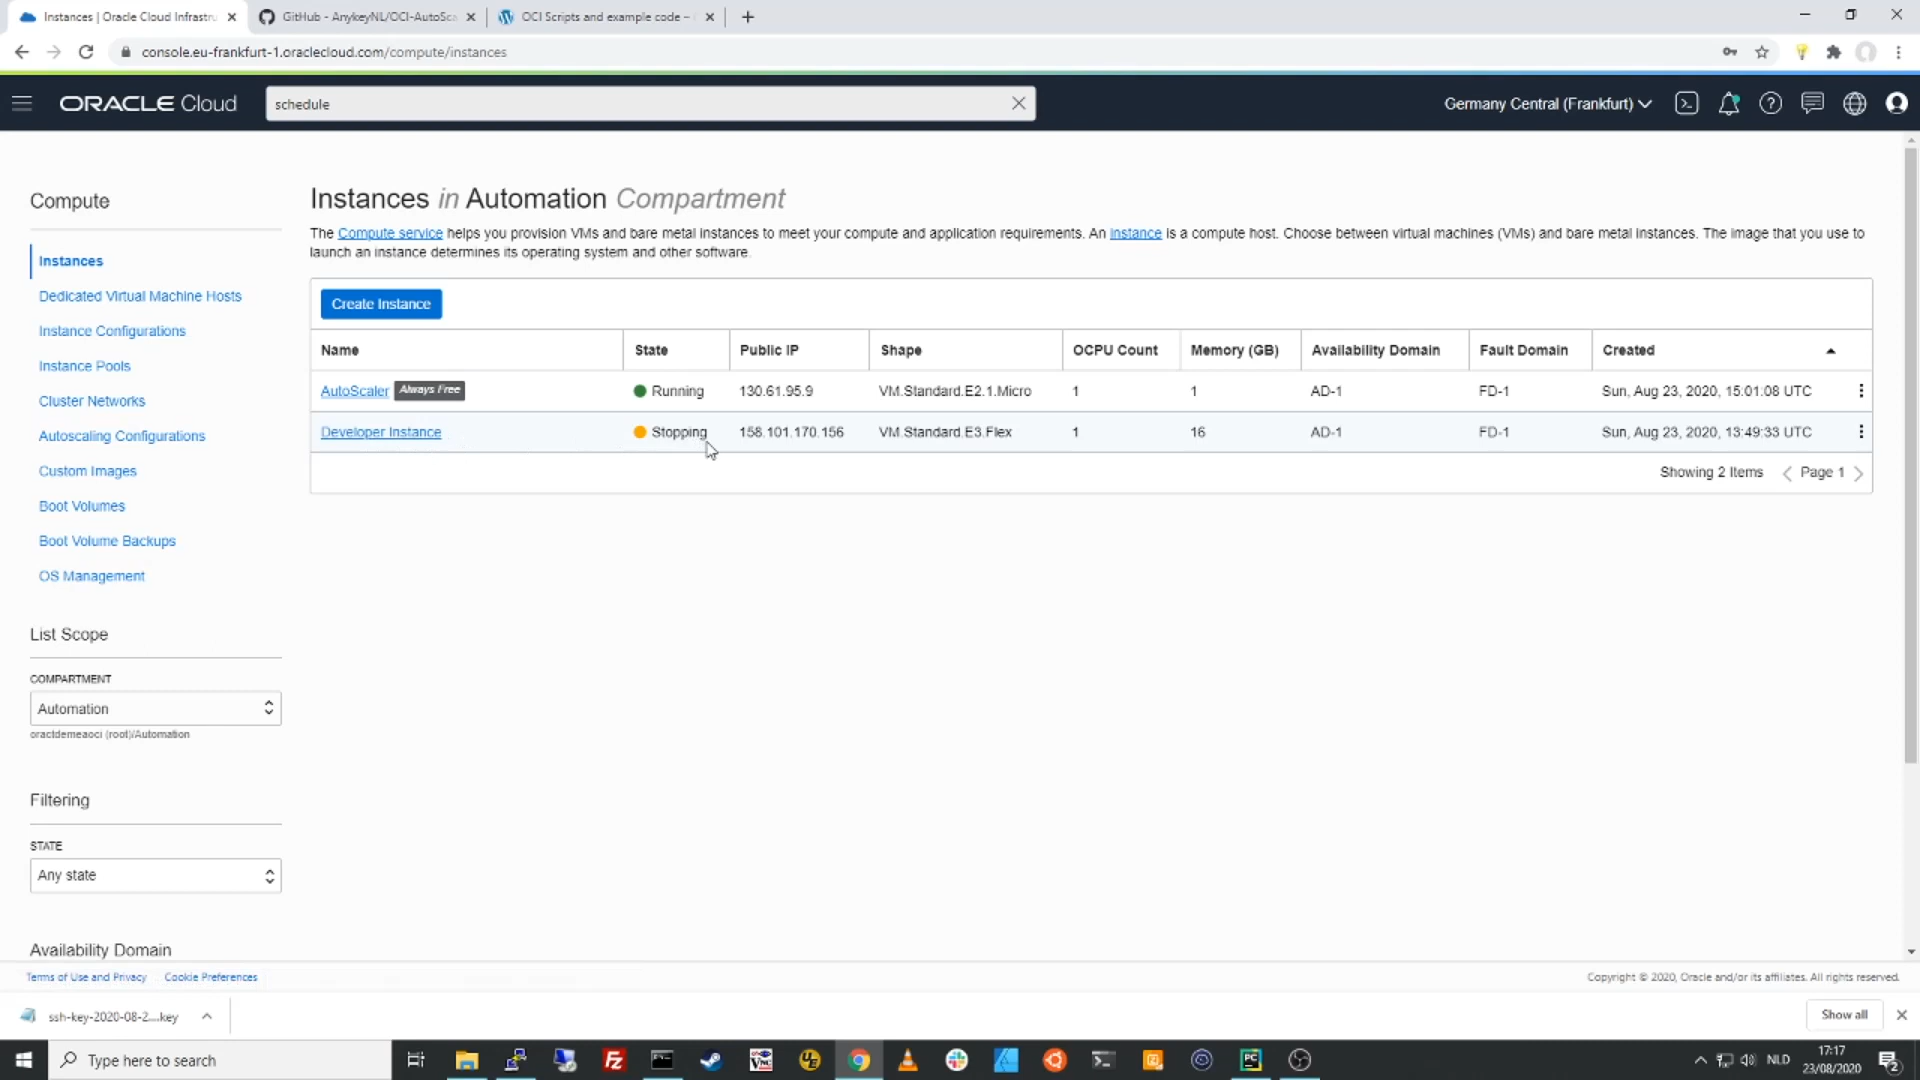 Instances | Oracle Cloud Infrastru
GitHub - AnykeyNL/OCI-AutoSca
OCI Scripts and example code –
console.eu-frankfurt-1.oraclecloud.com/compute/instances
ORACLE Cloud
schedule
Germany Central (Frankfurt)
Compute
Instances
Dedicated Virtual Machine Hosts
Instance Configurations
Instance Pools
Cluster Networks
Autoscaling Configurations
Custom Images
Boot Volumes
Boot Volume Backups
OS Management
List Scope
COMPARTMENT
Automation
oractdemeaoci (root)/Automation
Filtering
STATE
Any state
Availability Domain
Instances in Automation Compartment
The Compute service helps you provision VMs and bare metal instances to meet your compute and application requirements. An instance is a compute host. Choose between virtual machines (VMs) and bare metal instances. The image that you use to
launch an instance determines its operating system and other software.
Create Instance
Name State Public IP Shape OCPU Count Memory (GB) Availability Domain Fault Domain Created
AutoScaler Always Free Running 130.61.95.9 VM.Standard.E2.1.Micro 1 1 AD-1 FD-1 Sun, Aug 23, 2020, 15:01:08 UTC
Developer Instance Stopping 158.101.170.156 VM.Standard.E3.Flex 1 16 AD-1 FD-1 Sun, Aug 23, 2020, 13:49:33 UTC
Showing 2 Items Page 1
Terms of Use and Privacy Cookie Preferences
Copyright © 2020, Oracle and/or its affiliates. All rights reserved.
ssh-key-2020-08-2....key
Show all
Type here to search
NLD
17:17
23/08/2020
2